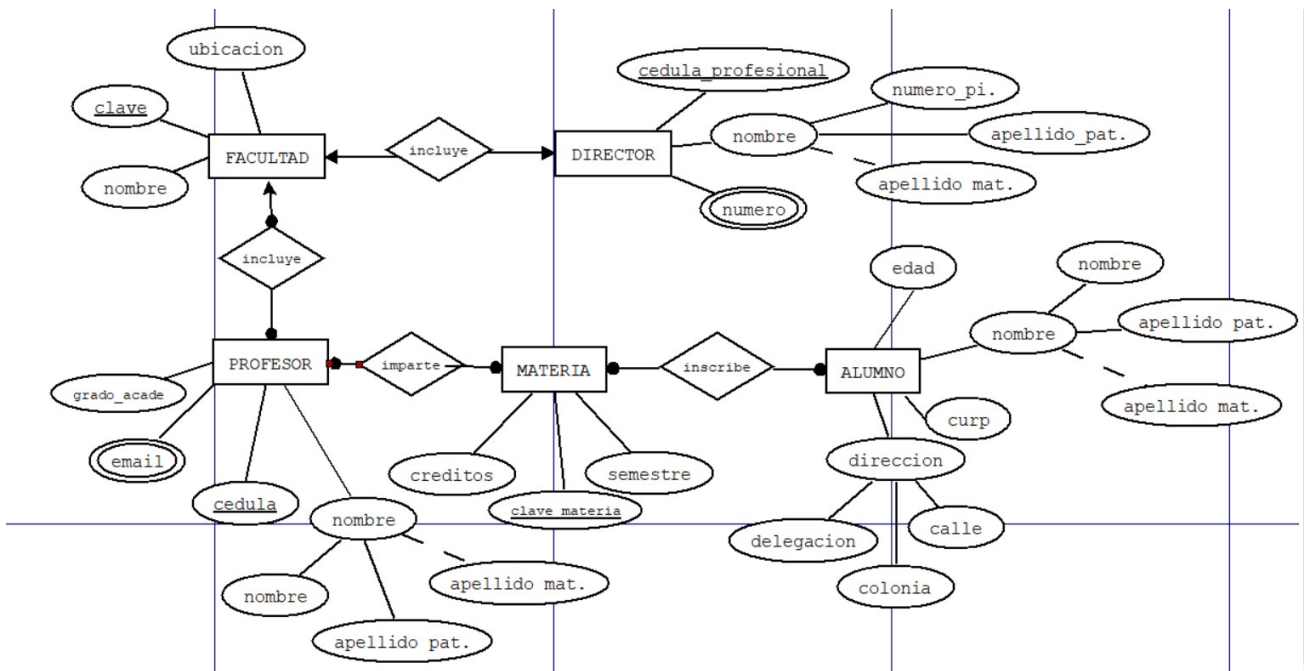 ubicacion
cedula_profesional
numero_pi.
clave
nombre
apellido_pat.
incluye
FACULTAD
DIRECTOR
nombre
apellido mat.
numero
incluye
edad
nombre
nombre
apellido pat.
PROFESOR
imparte
MATERIA
inscribe
ALUMNO
grado_acade
apellido mat.
curp
email
creditos
semestre
direccion
cedula
clave materia
nombre
calle
delegacion
apellido mat.
colonia
nombre
apellido pat.